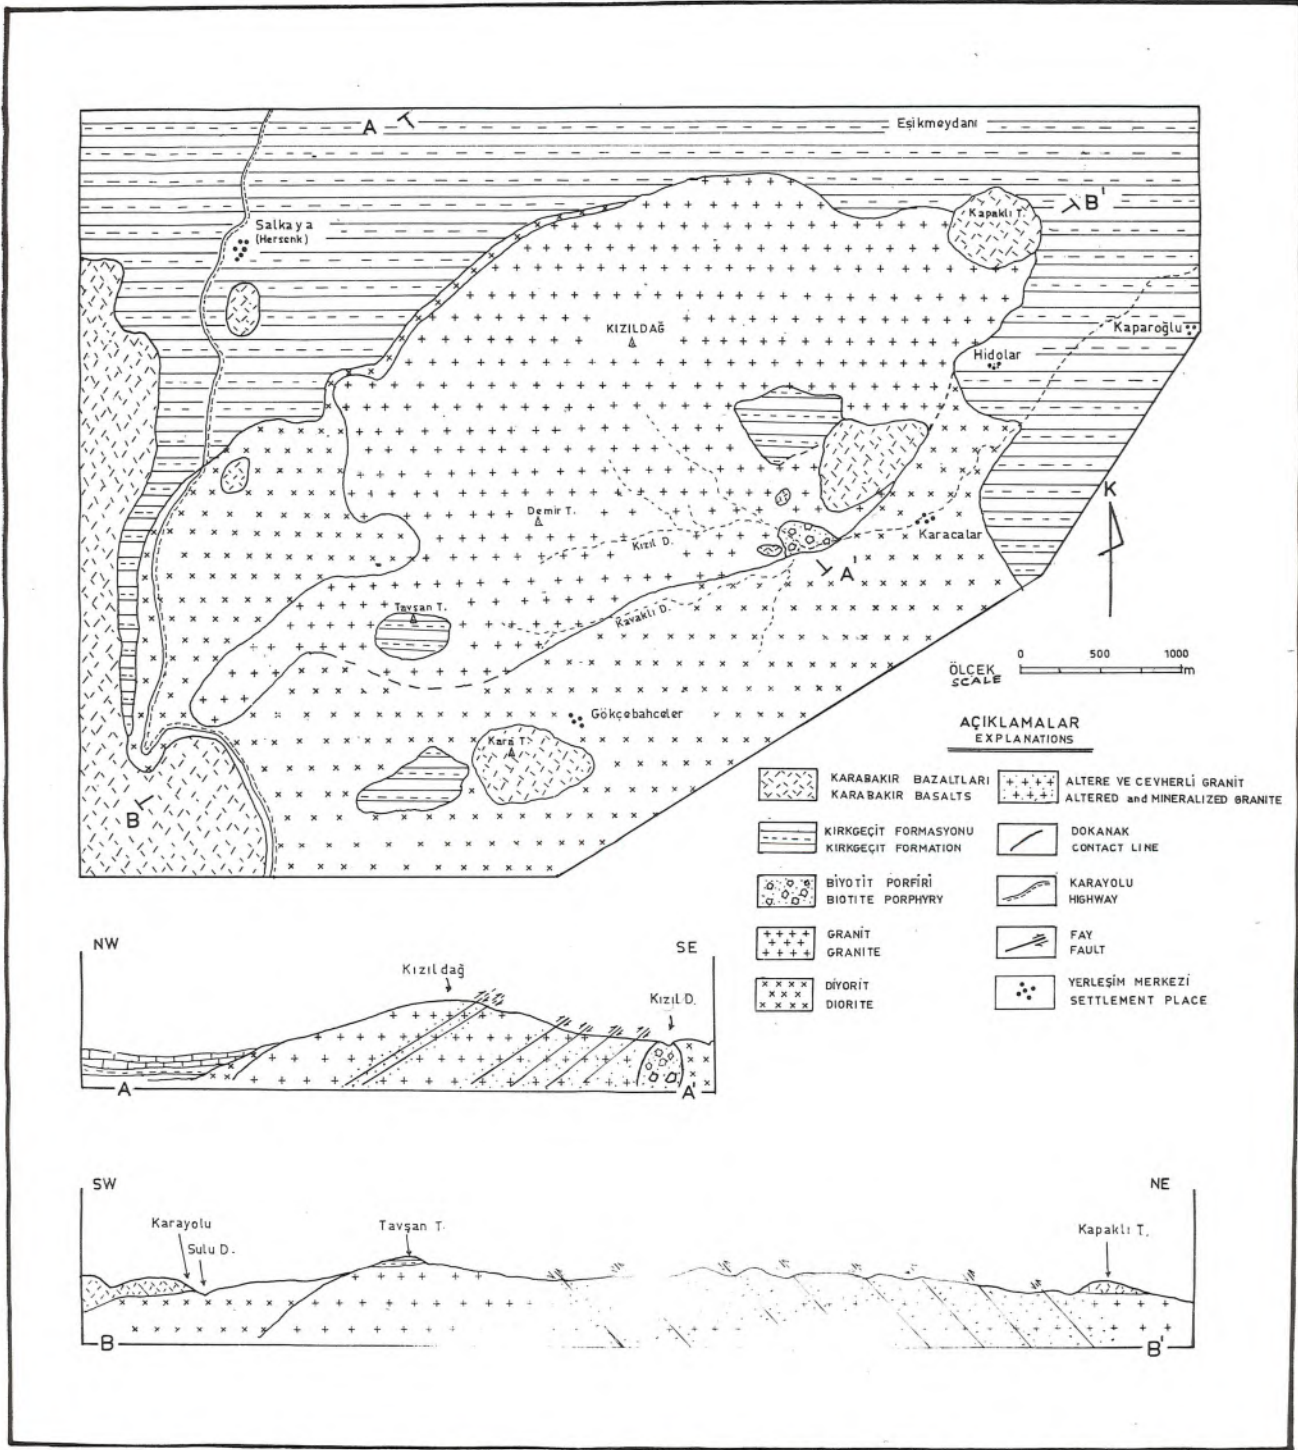 A
Eşikmeydanı
B'
Kapaklı T.
Salkaya
(Hersenk)
KIZILDAĞ
Kaparoğlu
Hidolar
K
Demir T.
Kızıl D.
Karacalar
A'
Tavşan T.
Kavaklı D.
0 500 1000
m
ÖLÇEK
SCALE
Gökçebahceler
Kara T.
B
AÇIKLAMALAR
EXPLANATIONS
KARABAKIR BAZALTLARI
KARABAKIR BASALTS
KIRKGEÇİT FORMASYONU
KIRKGEÇİT FORMATION
BİYOTİT PORFİRİ
BIOTITE PORPHYRY
GRANİT
GRANITE
DİYORİT
DIORITE
ALTERE VE CEVHERLİ GRANİT
ALTERED and MINERALIZED GRANITE
DOKANAK
CONTACT LINE
KARAYOLU
HIGHWAY
FAY
FAULT
YERLEŞİM MERKEZİ
SETTLEMENT PLACE
NW
SE
Kızıldağ
Kızıl D.
A
A'
SW
NE
Karayolu
Sulu D.
Tavşan T.
Kapaklı T.
B
B'